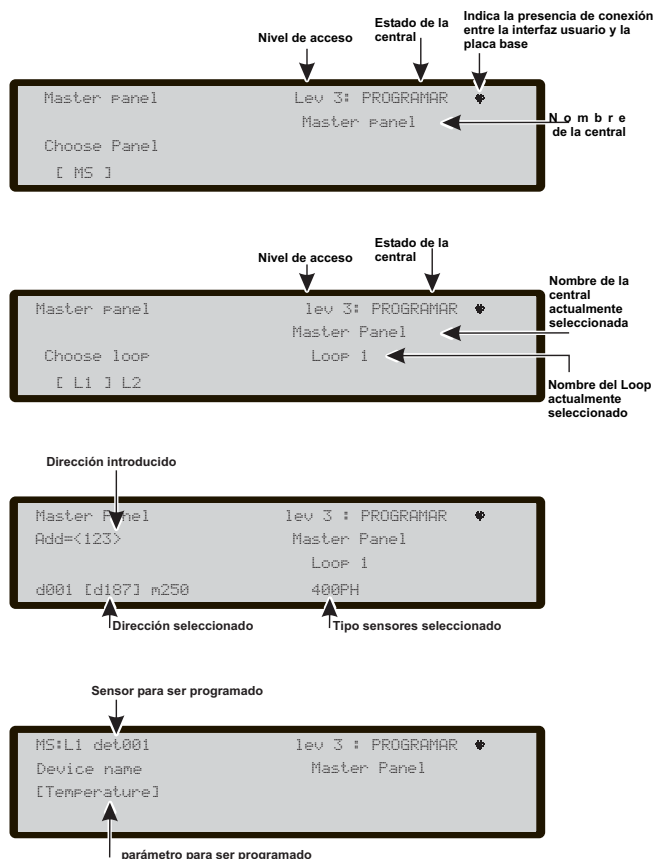 Nivel de acceso
Estado de la
central
Indica la presencia de conexión
entre la interfaz usuario y la
placa base
Master panel Lev 3: PROGRAMAR
Master panel
Nombre
de la central
Choose Panel
[ MS ]
Nivel de acceso
Estado de la
central
Nombre de la
central
actualmente
seleccionada
Master panel lev 3: PROGRAMAR
Master Panel
Choose loop Loop 1
[ L1 ] L2
Nombre del Loop
actualmente
seleccionado
Dirección introducido
Master Panel lev 3 : PROGRAMAR
Add=<123> Master Panel
Loop 1
d001 [d187] m250 400PH
Dirección seleccionado
Tipo sensores seleccionado
Sensor para ser programado
MS:L1 det001 lev 3 : PROGRAMAR
Device name Master Panel
[Temperature]
parámetro para ser programado